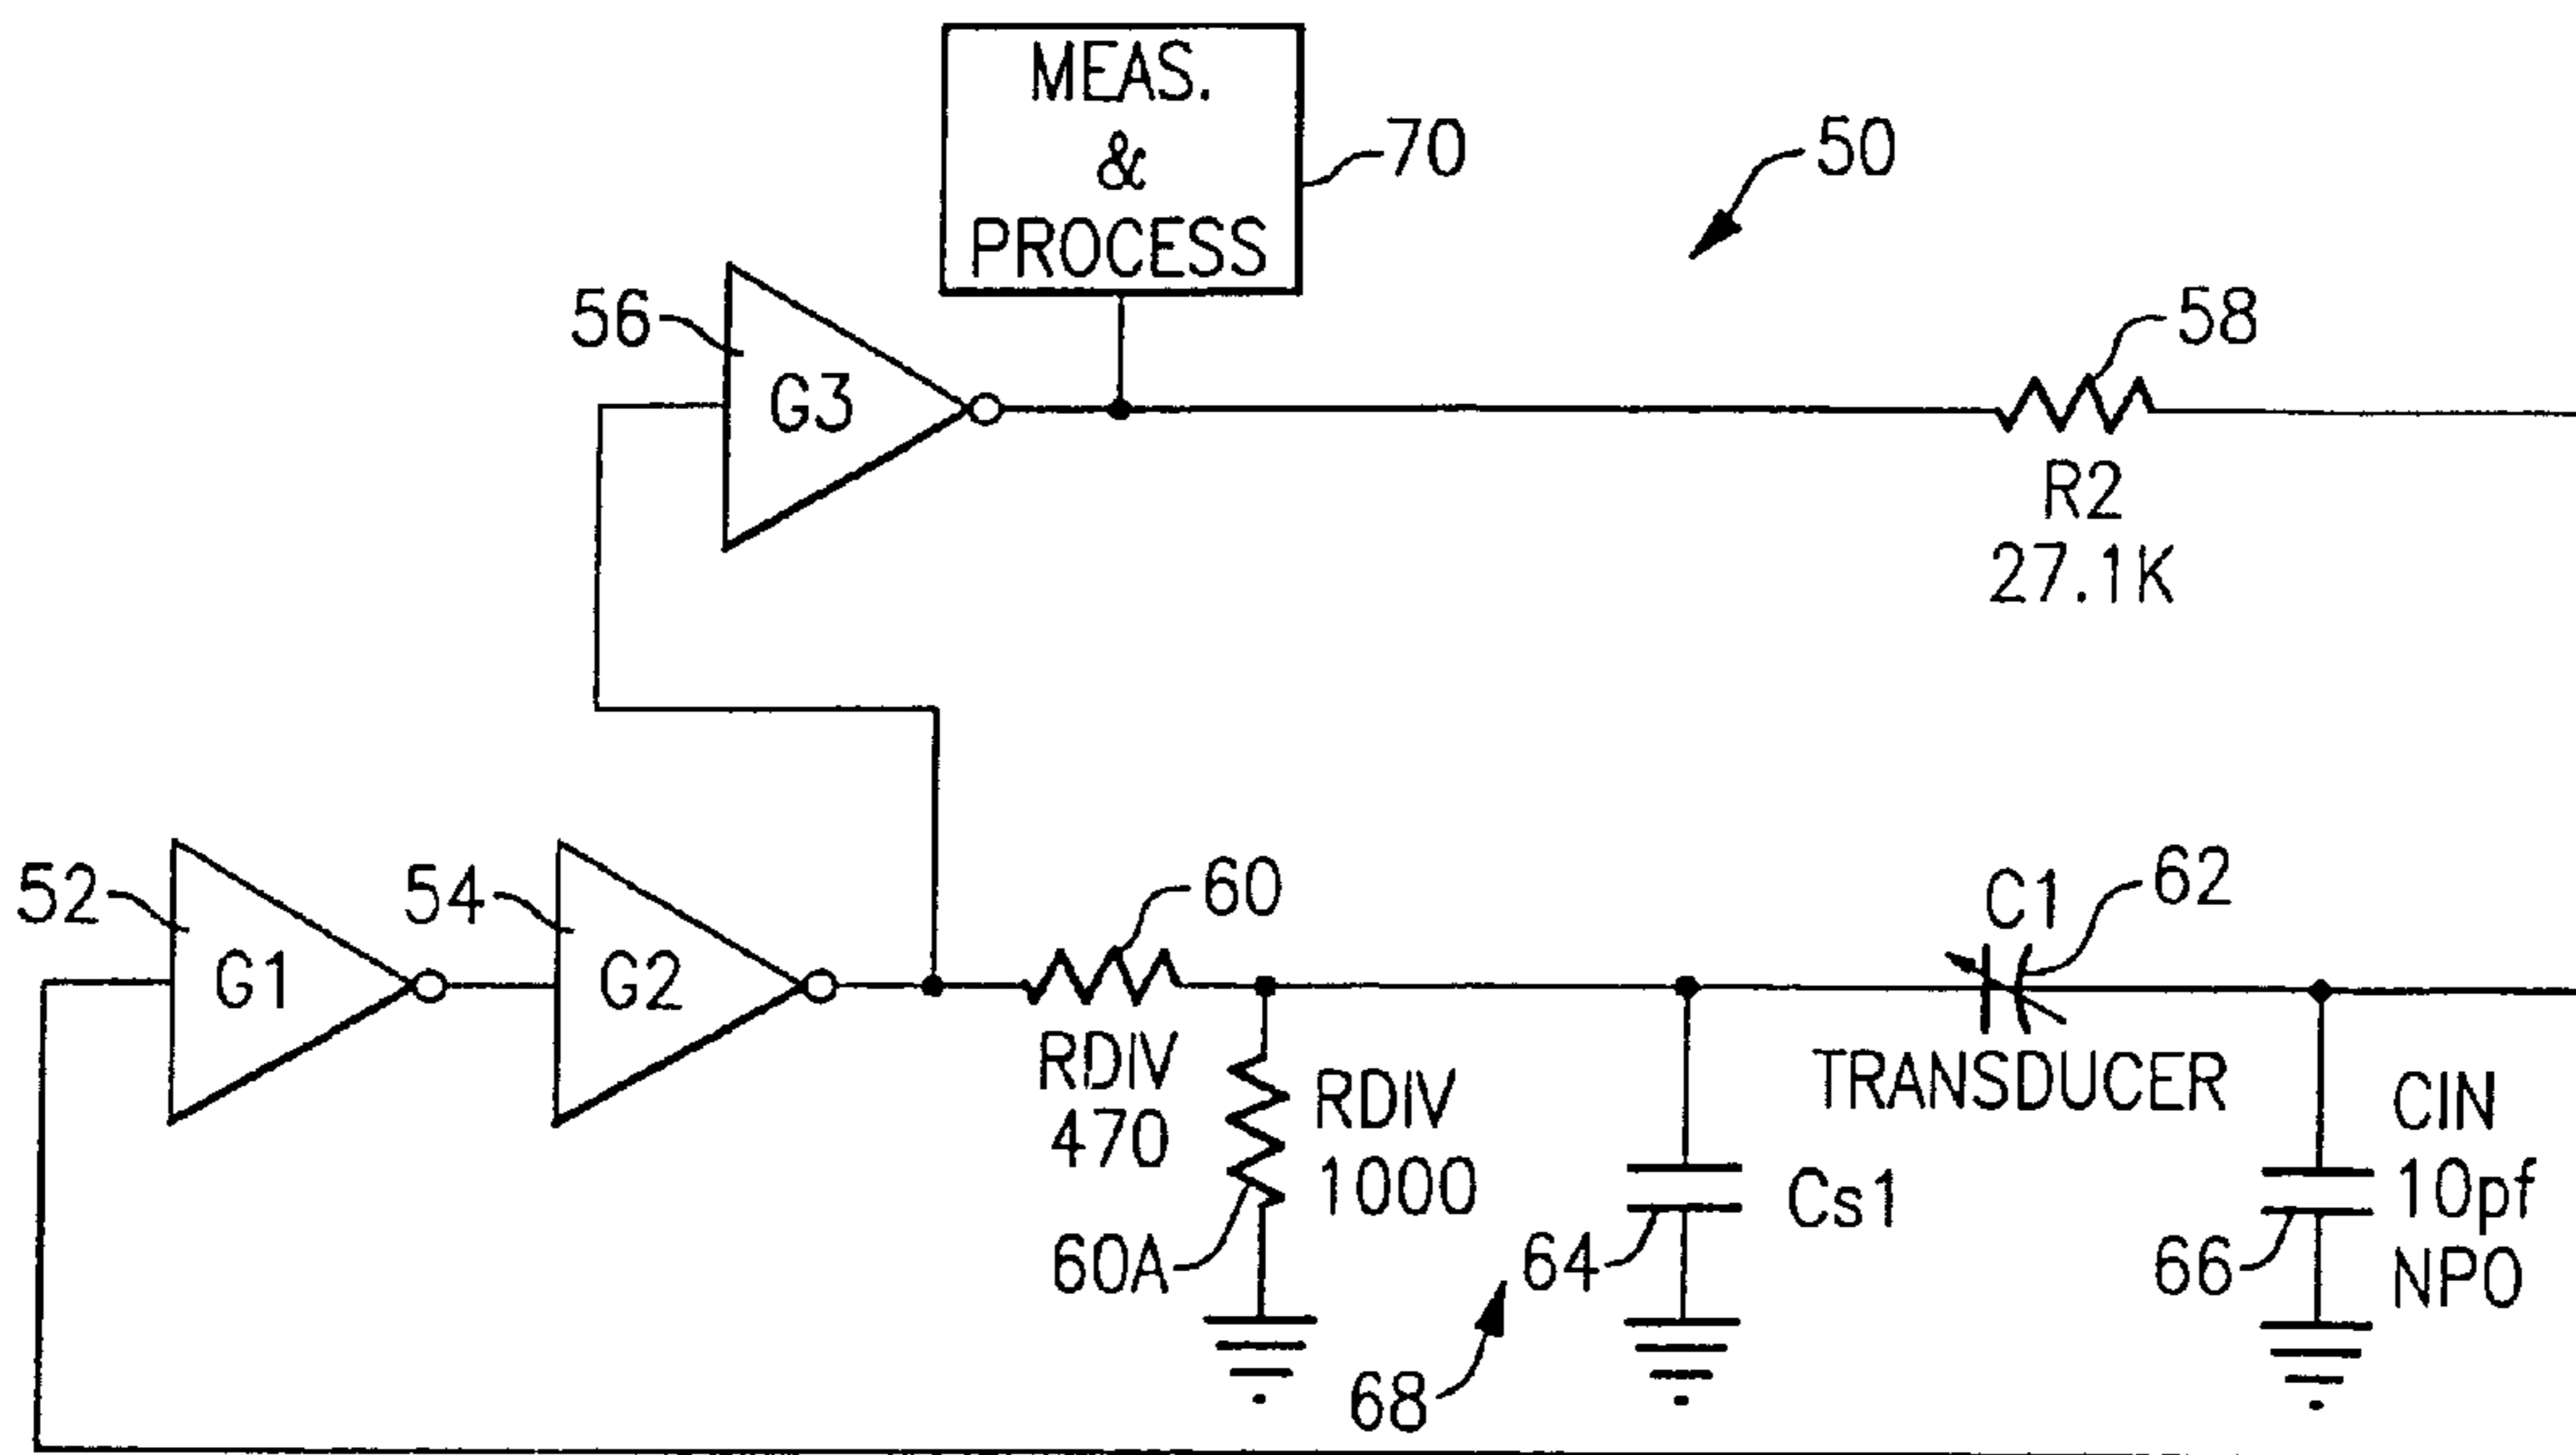 MEAS.
&
PROCESS
70
50
56
G3
58
R2
27.1K
52
G1
54
G2
60
RDIV
470
RDIV
1000
60A
C1
62
TRANSDUCER
Cs1
64
68
CIN
10pf
NPO
66